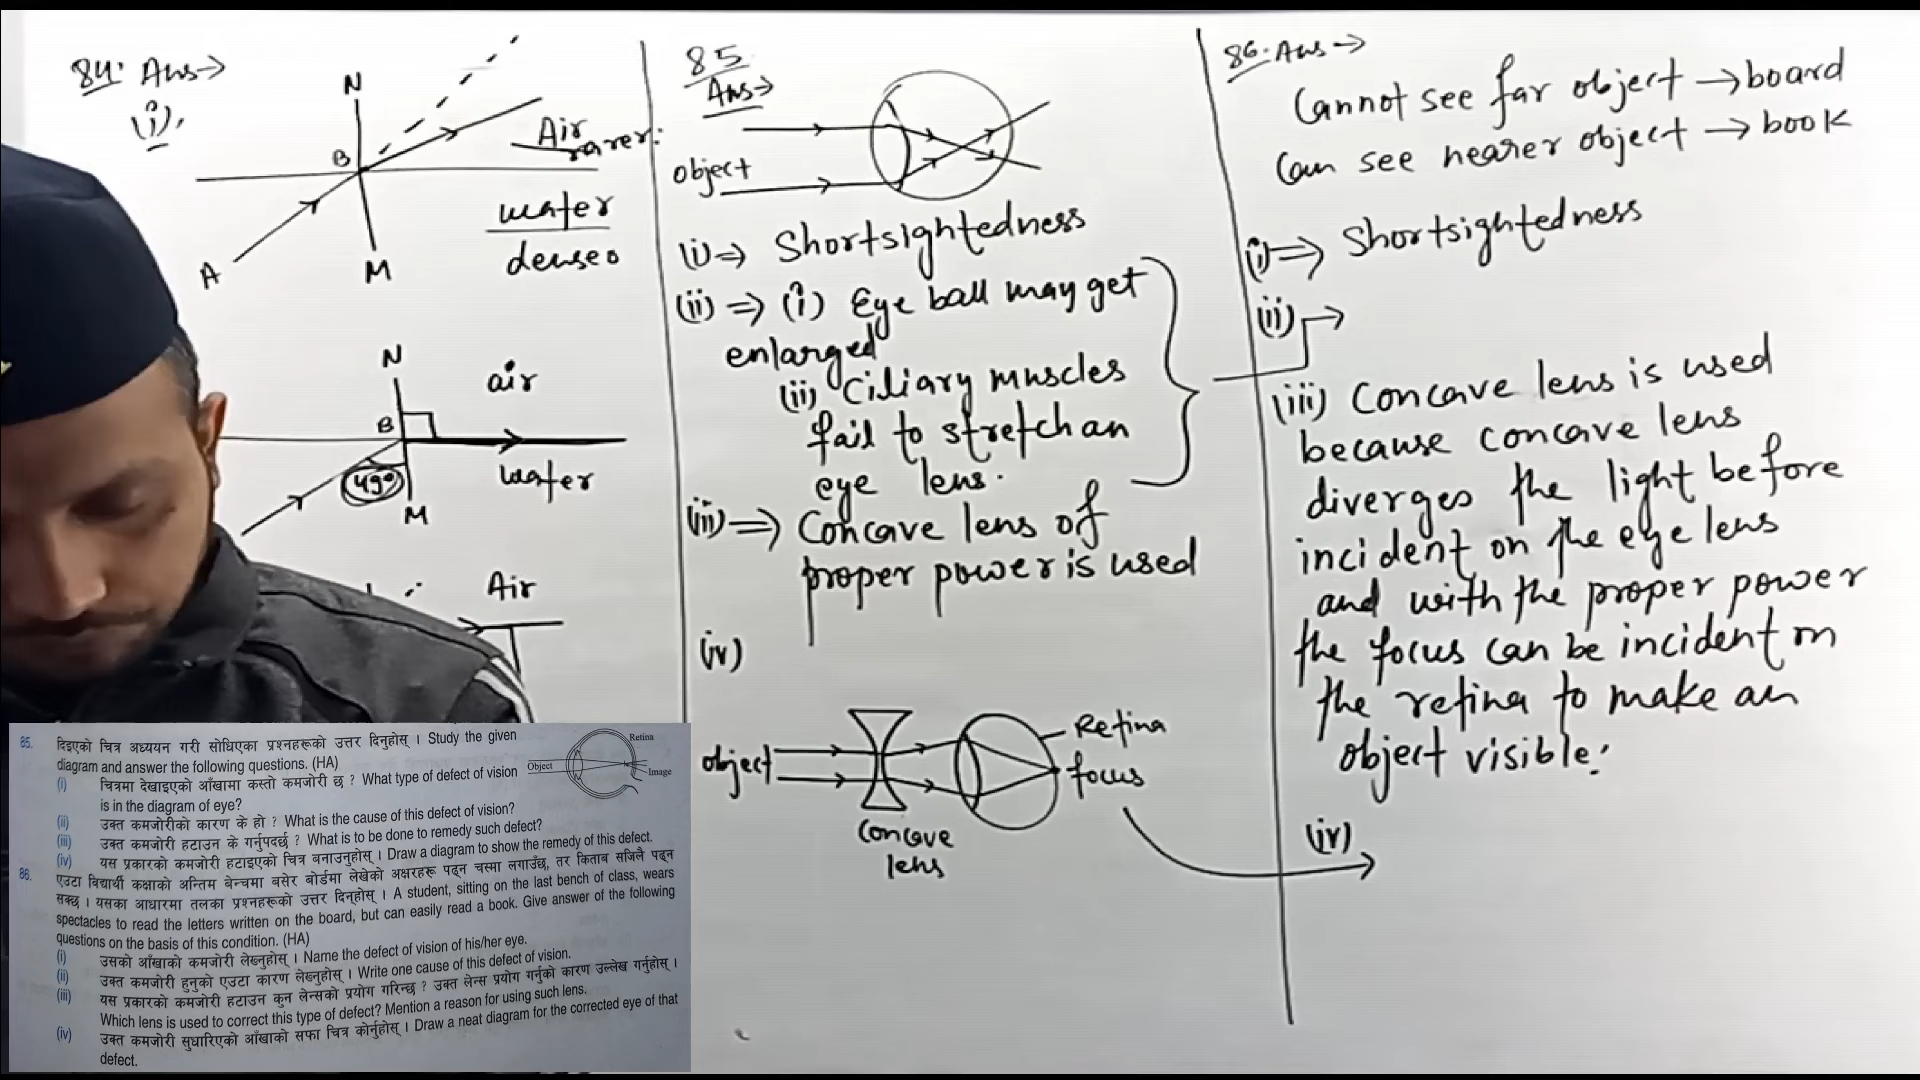 84. Ans→
(i),
N
B
Air
rarer:
water
denser
A
M
N
air
B
water
49°
M
Air
85
Ans→
object
(i)⇒ Shortsightedness
(ii) ⇒ (i) Eye ball may get
enlarged
(ii) Ciliary muscles
fail to stretch an
eye lens.
(iii)⇒ Concave lens of
proper power is used
(iv)
object
Retina
focus
Concave
lens
86. Ans→
Cannot see far object → board
Can see nearer object → book
(i)⇒ Shortsightedness
(ii)
(iii) Concave lens is used
because concave lens
diverges the light before
incident on the eye lens
and with the proper power
the focus can be incident on
the retina to make an
object visible.
(iv)
85. दिइएको चित्र अध्ययन गरी सोधिएका प्रश्नहरूको उत्तर दिनुहोस् । Study the given
diagram and answer the following questions. (HA)
Object
Retina
Image
(i) चित्रमा देखाइएको आँखामा कस्तो कमजोरी छ ? What type of defect of vision
is in the diagram of eye?
(ii) उक्त कमजोरीको कारण के हो ? What is the cause of this defect of vision?
(iii) उक्त कमजोरी हटाउन के गर्नुपर्दछ ? What is to be done to remedy such defect?
(iv) यस प्रकारको कमजोरी हटाइएको चित्र बनाउनुहोस् । Draw a diagram to show the remedy of this defect.
86. एउटा विद्यार्थी कक्षाको अन्तिम बेन्चमा बसेर बोर्डमा लेखेको अक्षरहरू पढ्न चस्मा लगाउँछ, तर किताब सजिलै पढ्न
सक्छ । यसका आधारमा तलका प्रश्नहरूको उत्तर दिनुहोस् । A student, sitting on the last bench of class, wears
spectacles to read the letters written on the board, but can easily read a book. Give answer of the following
questions on the basis of this condition. (HA)
(i) उसको आँखाको कमजोरी लेख्नुहोस् । Name the defect of vision of his/her eye.
(ii) उक्त कमजोरी हुनुको एउटा कारण लेख्नुहोस् । Write one cause of this defect of vision.
(iii) यस प्रकारको कमजोरी हटाउन कुन लेन्सको प्रयोग गरिन्छ ? उक्त लेन्स प्रयोग गर्नुको कारण उल्लेख गर्नुहोस् ।
Which lens is used to correct this type of defect? Mention a reason for using such lens.
(iv) उक्त कमजोरी सुधारिएको आँखाको सफा चित्र कोर्नुहोस् । Draw a neat diagram for the corrected eye of that
defect.